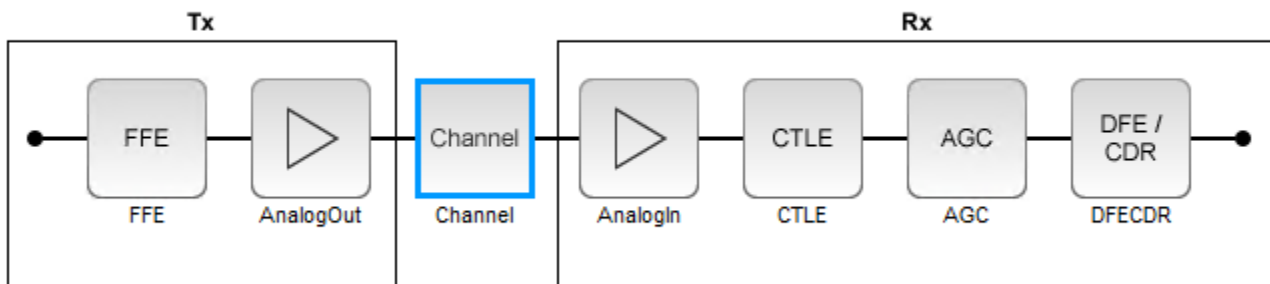 Tx
Rx
FFE
Channel
CTLE
AGC
DFE /
CDR
FFE
AnalogOut
Channel
AnalogIn
CTLE
AGC
DFECDR